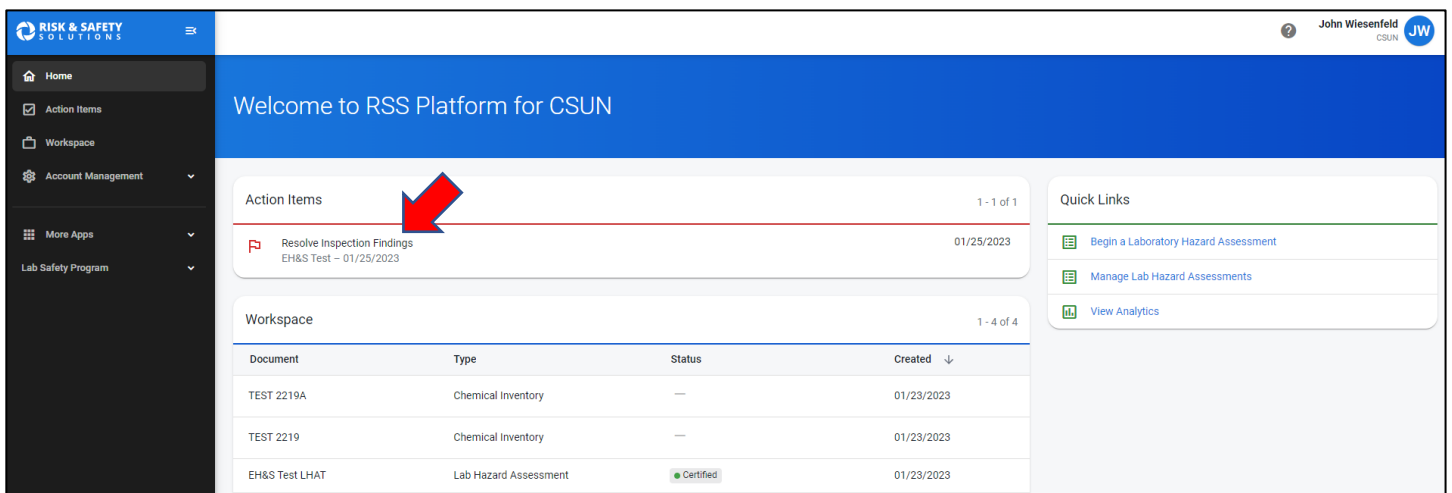 RISK & SAFETY
SOLUTIONS
John Wiesenfeld
CSUN
JW
Home
Action Items
Workspace
Account Management
More Apps
Lab Safety Program
Welcome to RSS Platform for CSUN
Action Items 1 - 1 of 1
Resolve Inspection Findings 01/25/2023
EH&S Test – 01/25/2023
Workspace 1 - 4 of 4
Document Type Status Created
TEST 2219A Chemical Inventory — 01/23/2023
TEST 2219 Chemical Inventory — 01/23/2023
EH&S Test LHAT Lab Hazard Assessment Certified 01/23/2023
Quick Links
Begin a Laboratory Hazard Assessment
Manage Lab Hazard Assessments
View Analytics